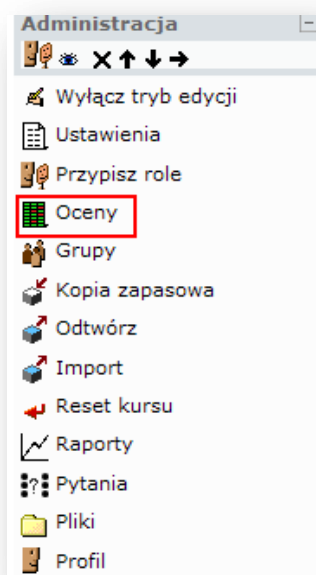 Administracja
Wyłącz tryb edycji
Ustawienia
Przypisz role
Oceny
Grupy
Kopia zapasowa
Odtwórz
Import
Reset kursu
Raporty
Pytania
Pliki
Profil